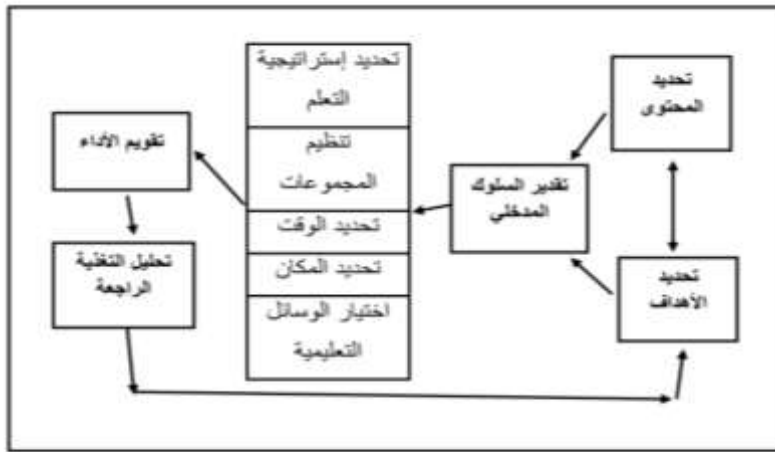 تحديد
المحتوى
تحديد
الأهداف
تقدير السلوك
المدخلي
تحديد إستراتيجية
التعلم
تنظيم
المجموعات
تحديد الوقت
تحديد المكان
اختيار الوسائل
التعليمية
تقويم الأداء
تحليل التغذية
الراجعة